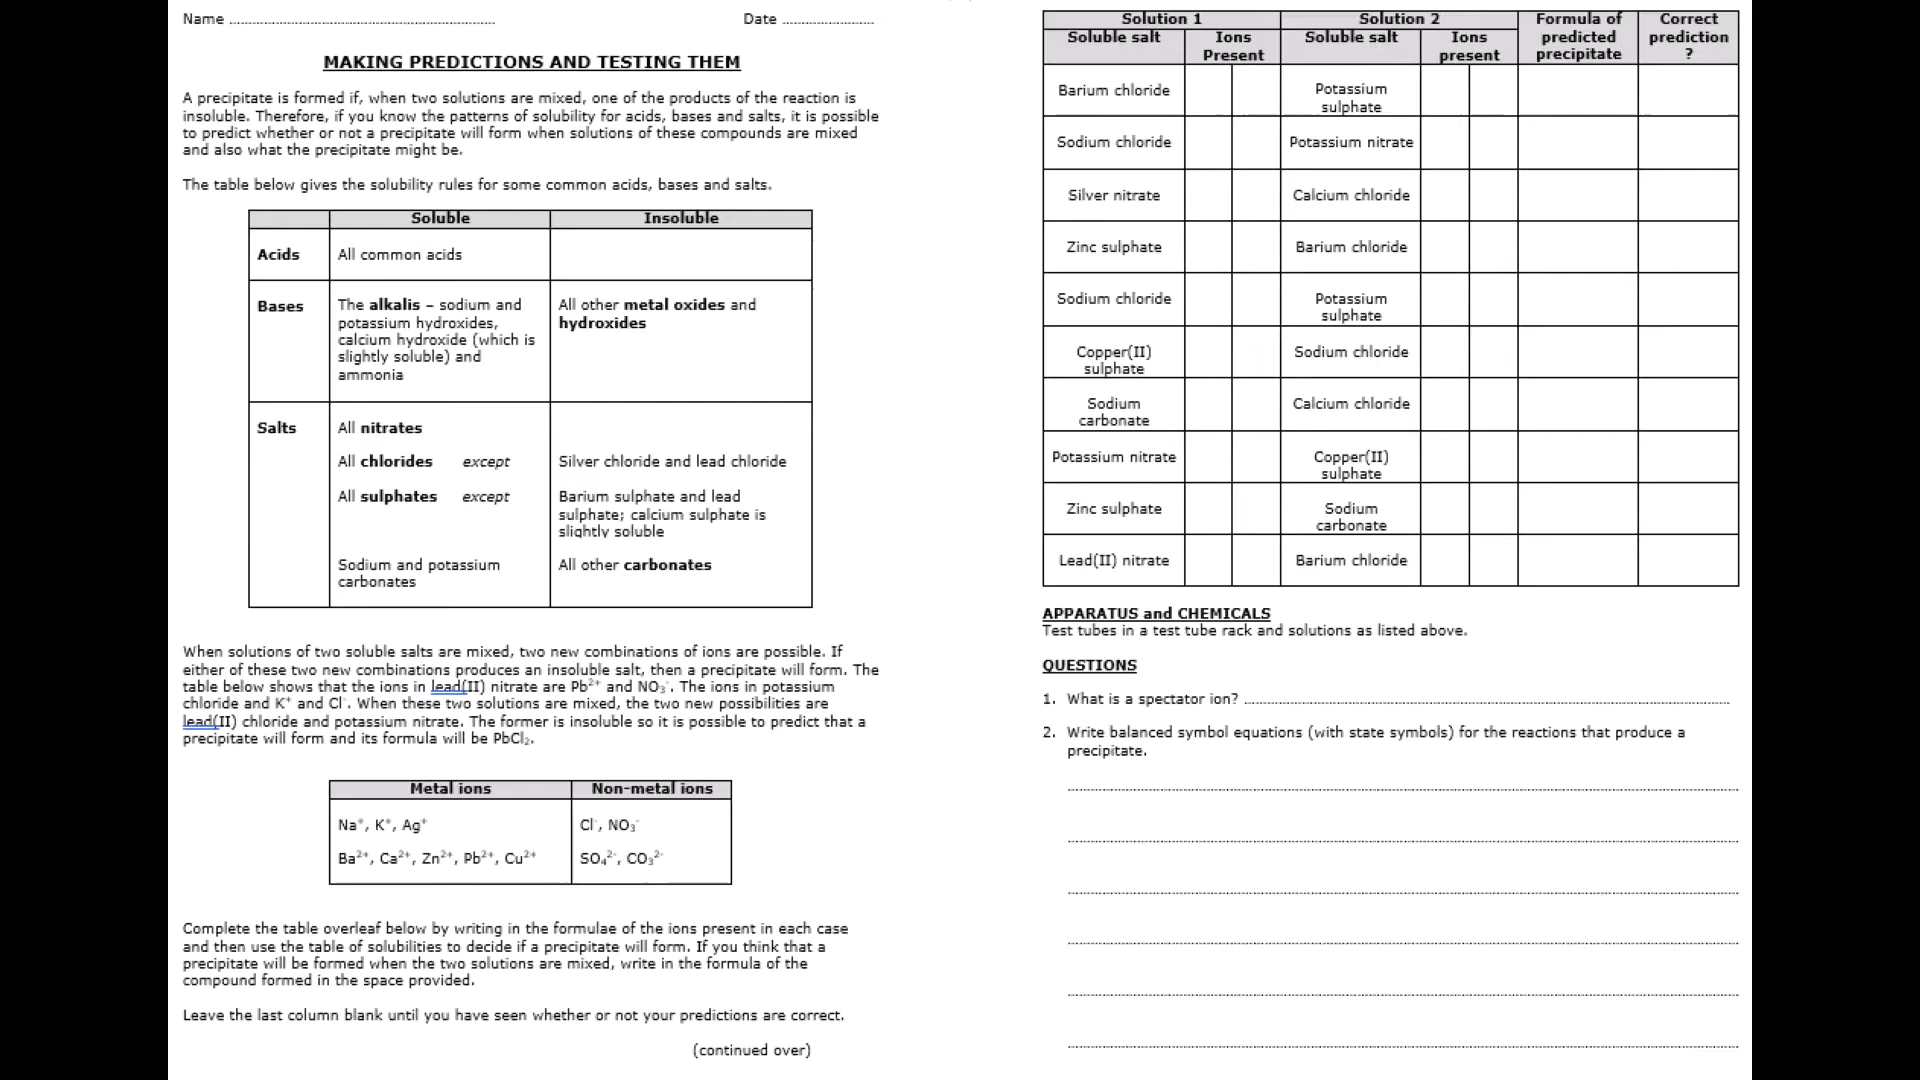 Name ................................................................
Date ......................
MAKING PREDICTIONS AND TESTING THEM
A precipitate is formed if, when two solutions are mixed, one of the products of the reaction is
insoluble. Therefore, if you know the patterns of solubility for acids, bases and salts, it is possible
to predict whether or not a precipitate will form when solutions of these compounds are mixed
and also what the precipitate might be.
The table below gives the solubility rules for some common acids, bases and salts.
Soluble Insoluble
Acids All common acids
Bases The alkalis – sodium and All other metal oxides and
potassium hydroxides, hydroxides
calcium hydroxide (which is
slightly soluble) and
ammonia
Salts All nitrates
All chlorides except Silver chloride and lead chloride
All sulphates except Barium sulphate and lead
sulphate; calcium sulphate is
slightly soluble
Sodium and potassium All other carbonates
carbonates
When solutions of two soluble salts are mixed, two new combinations of ions are possible. If
either of these two new combinations produces an insoluble salt, then a precipitate will form. The
table below shows that the ions in lead(II) nitrate are Pb²⁺ and NO₃⁻. The ions in potassium
chloride and K⁺ and Cl⁻. When these two solutions are mixed, the two new possibilities are
lead(II) chloride and potassium nitrate. The former is insoluble so it is possible to predict that a
precipitate will form and its formula will be PbCl₂.
Metal ions Non-metal ions
Na⁺, K⁺, Ag⁺ Cl⁻, NO₃⁻
Ba²⁺, Ca²⁺, Zn²⁺, Pb²⁺, Cu²⁺ SO₄²⁻, CO₃²⁻
Complete the table overleaf below by writing in the formulae of the ions present in each case
and then use the table of solubilities to decide if a precipitate will form. If you think that a
precipitate will be formed when the two solutions are mixed, write in the formula of the
compound formed in the space provided.
Leave the last column blank until you have seen whether or not your predictions are correct.
(continued over)
Solution 1 Solution 2 Formula of Correct
Soluble salt Ions Soluble salt Ions predicted prediction
Present present precipitate ?
Barium chloride Potassium
sulphate
Sodium chloride Potassium nitrate
Silver nitrate Calcium chloride
Zinc sulphate Barium chloride
Sodium chloride Potassium
sulphate
Copper(II) Sodium chloride
sulphate
Sodium Calcium chloride
carbonate
Potassium nitrate Copper(II)
sulphate
Zinc sulphate Sodium
carbonate
Lead(II) nitrate Barium chloride
APPARATUS and CHEMICALS
Test tubes in a test tube rack and solutions as listed above.
QUESTIONS
1. What is a spectator ion? ................................................................
2. Write balanced symbol equations (with state symbols) for the reactions that produce a
precipitate.